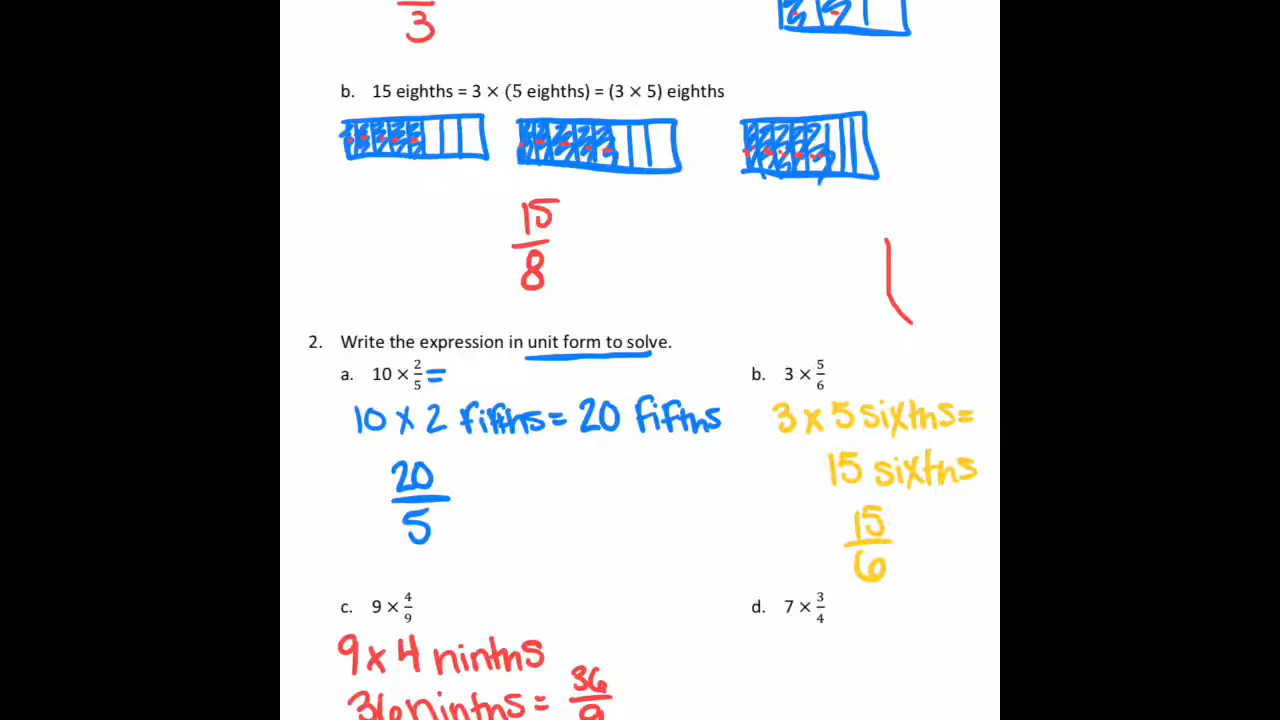 3
b. 15 eighths = 3 × (5 eighths) = (3 × 5) eighths
15
8
2. Write the expression in unit form to solve.
a. 10 × 2/5 =
b. 3 × 5/6
10 x 2 fifths = 20 fifths
3 x 5 sixths =
15 sixths
20
5
15
6
c. 9 × 4/9
d. 7 × 3/4
9 x 4 ninths
36 ninths = 36/9